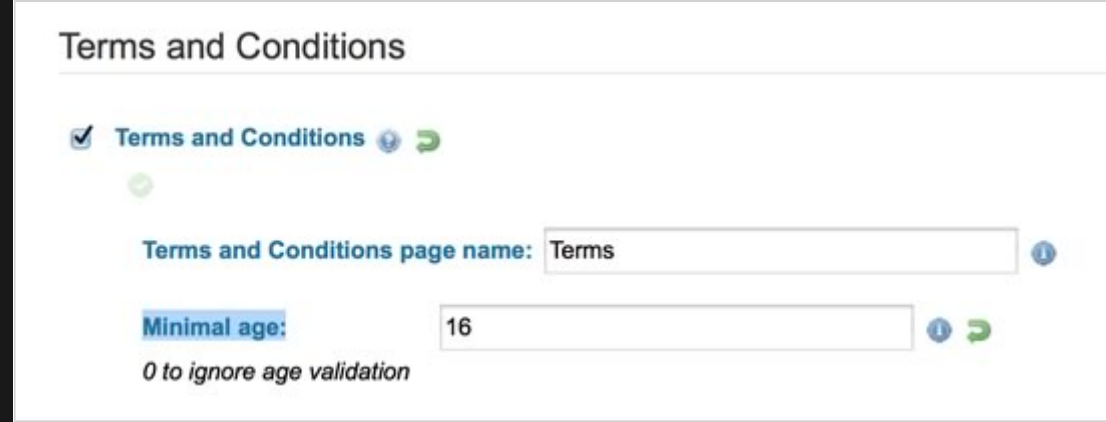 Terms and Conditions
Terms and Conditions
Terms and Conditions page name: Terms
Minimal age: 16
0 to ignore age validation